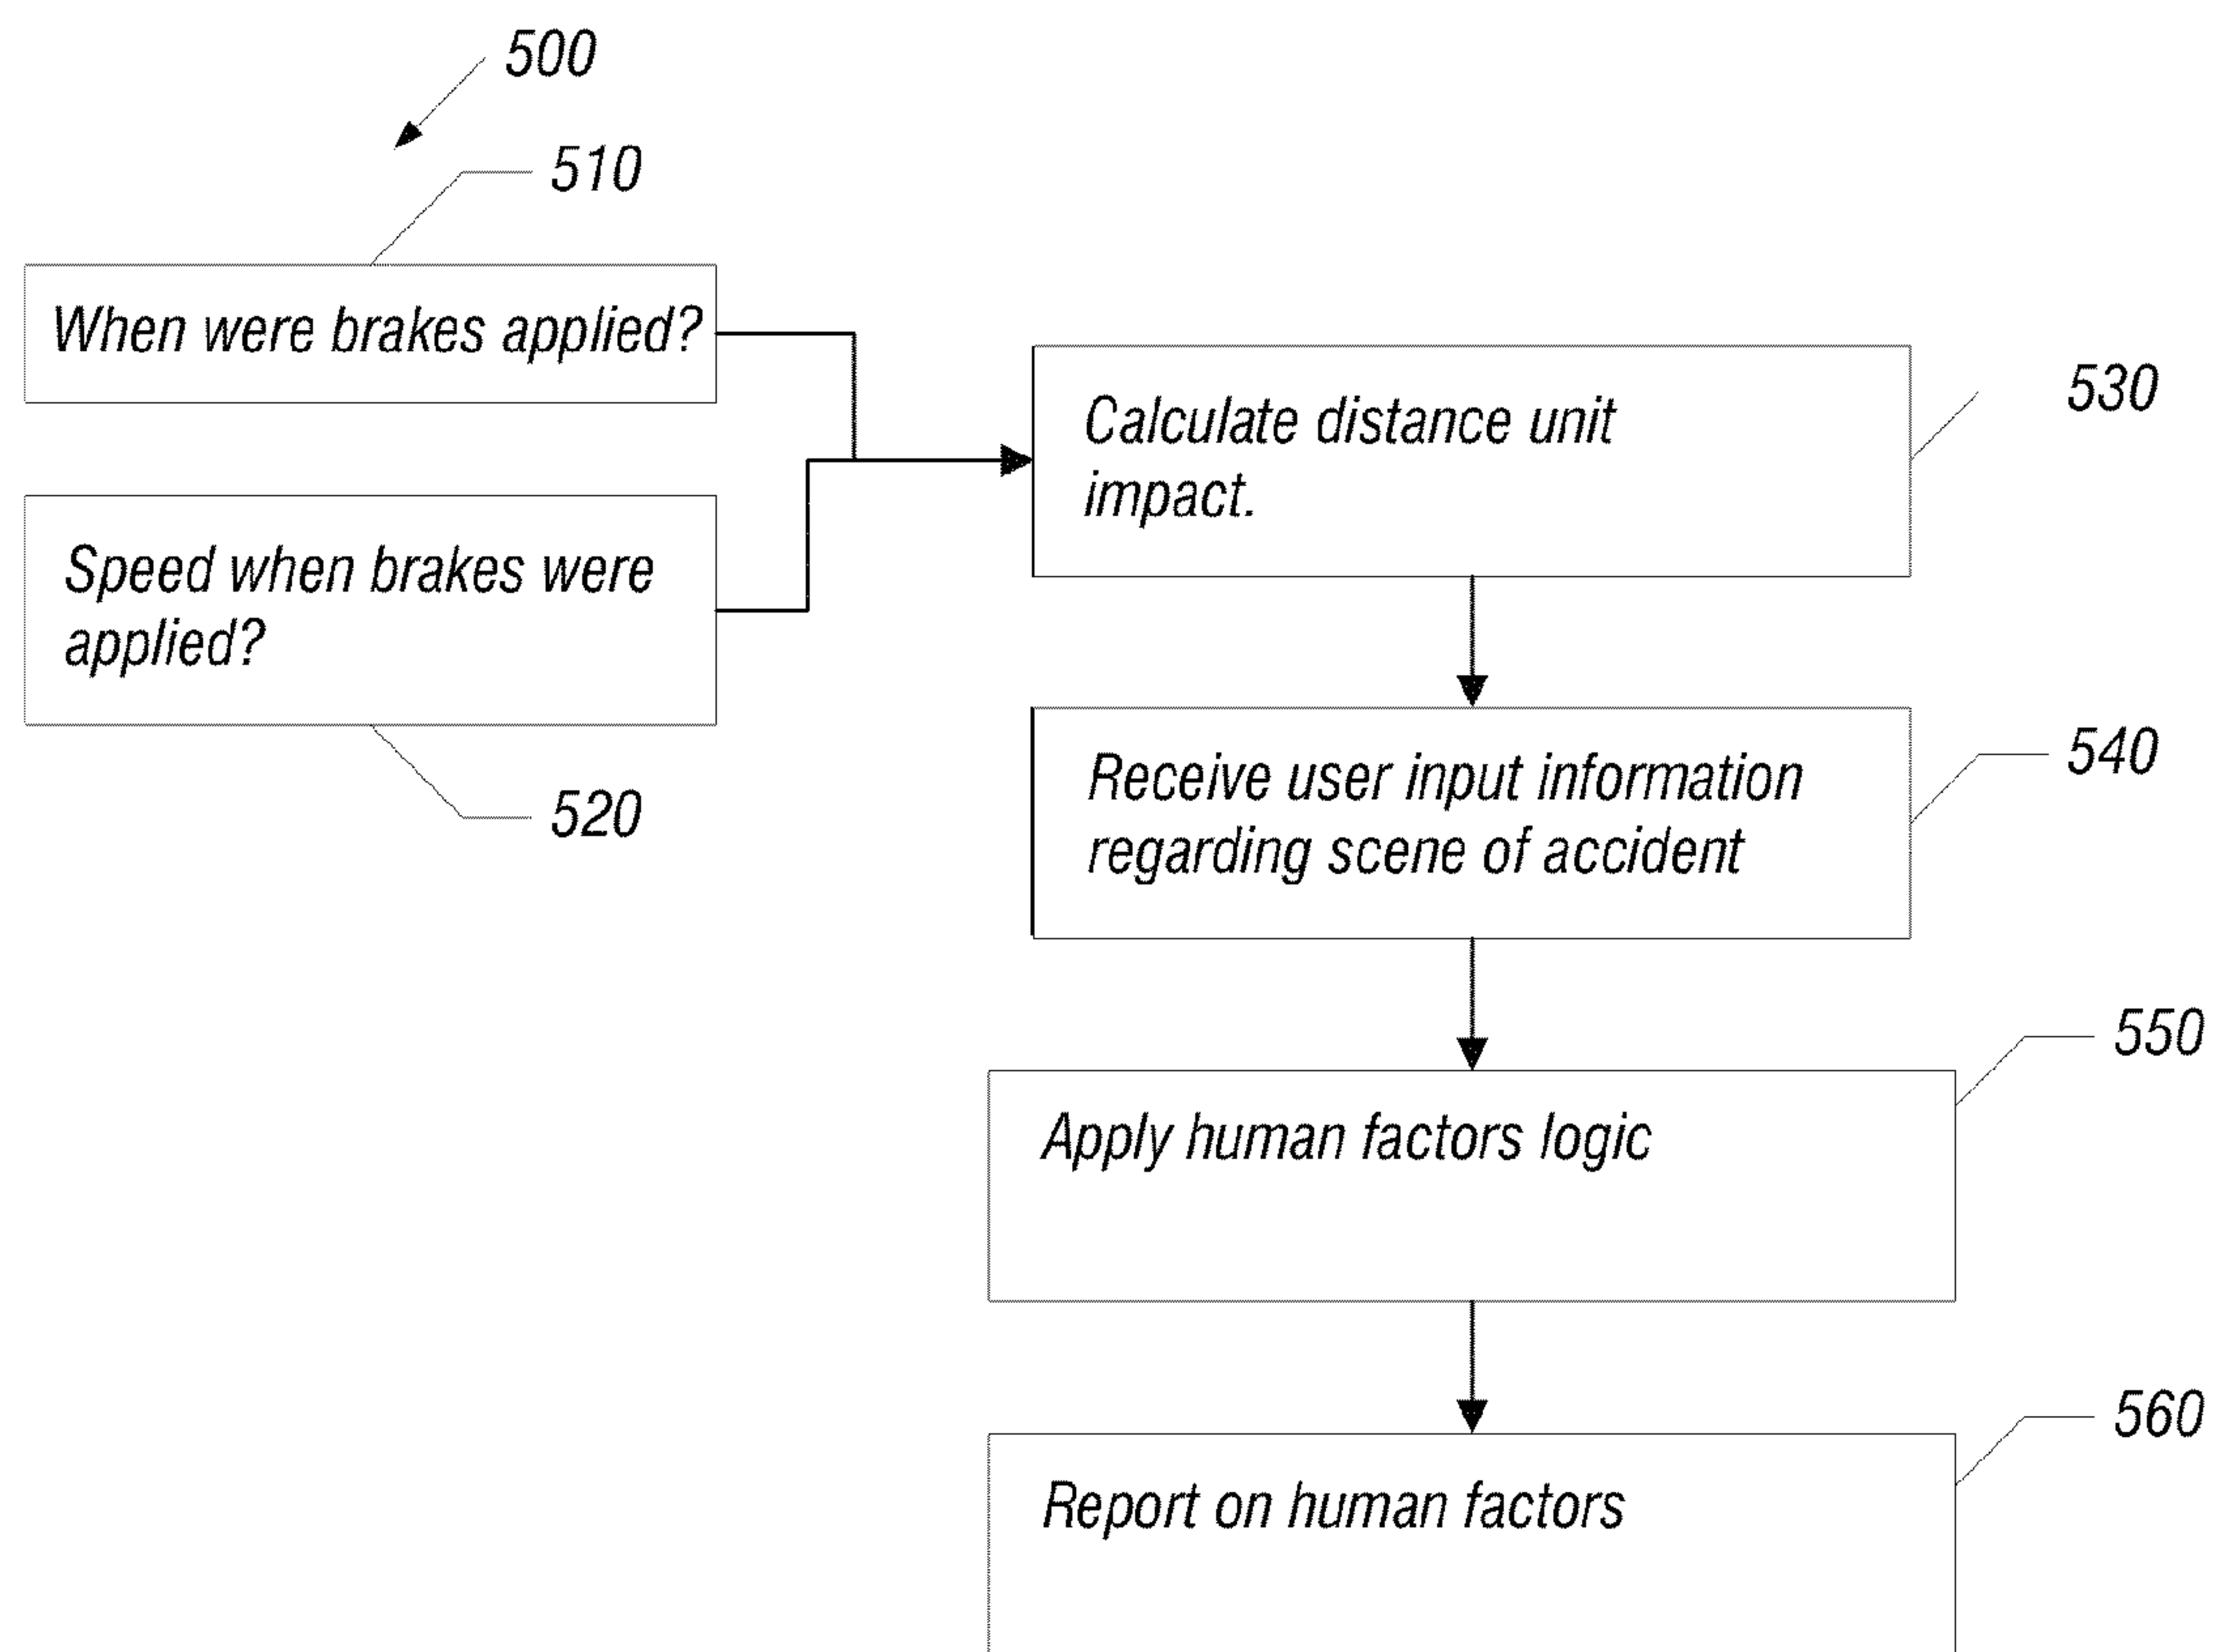 500
510
When were brakes applied?
Speed when brakes were
applied?
520
Calculate distance unit
impact.
530
Receive user input information
regarding scene of accident
540
Apply human factors logic
550
Report on human factors
560